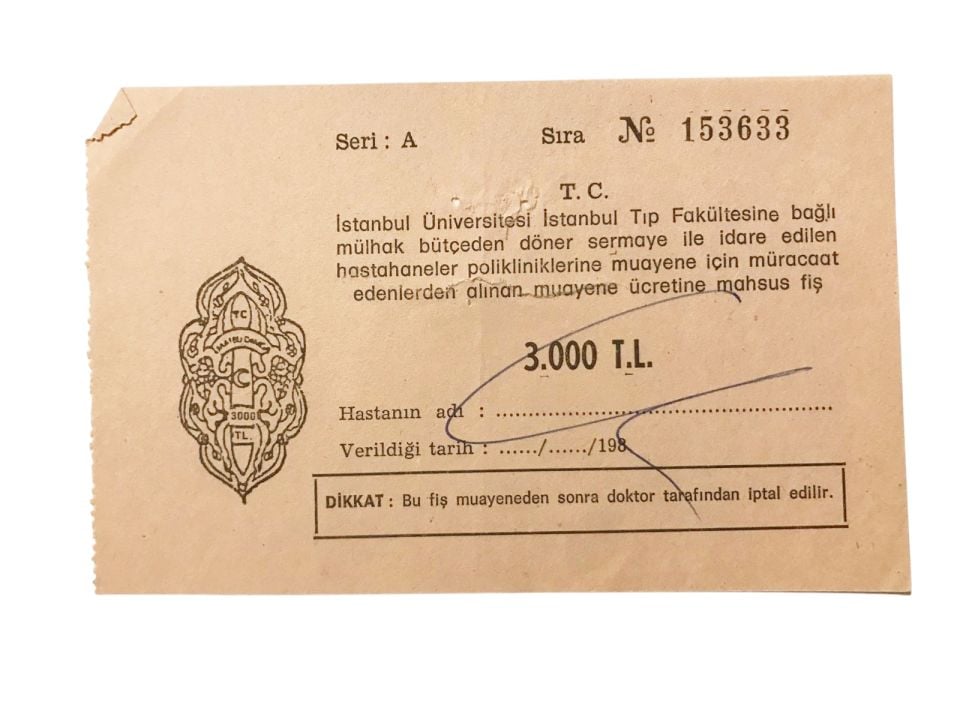 Seri : A Sıra № 153633
T. C.
İstanbul Üniversitesi İstanbul Tıp Fakültesine bağlı
mülhak bütçeden döner sermaye ile idare edilen
hastahaneler polikliniklerine muayene için müracaat
edenlerden alınan muayene ücretine mahsus fiş
3.000 T.L.
Hastanın adı : ..........................................................
Verildiği tarih : ....../....../198
DİKKAT : Bu fiş muayeneden sonra doktor tarafından iptal edilir.
TC
3000
TL.